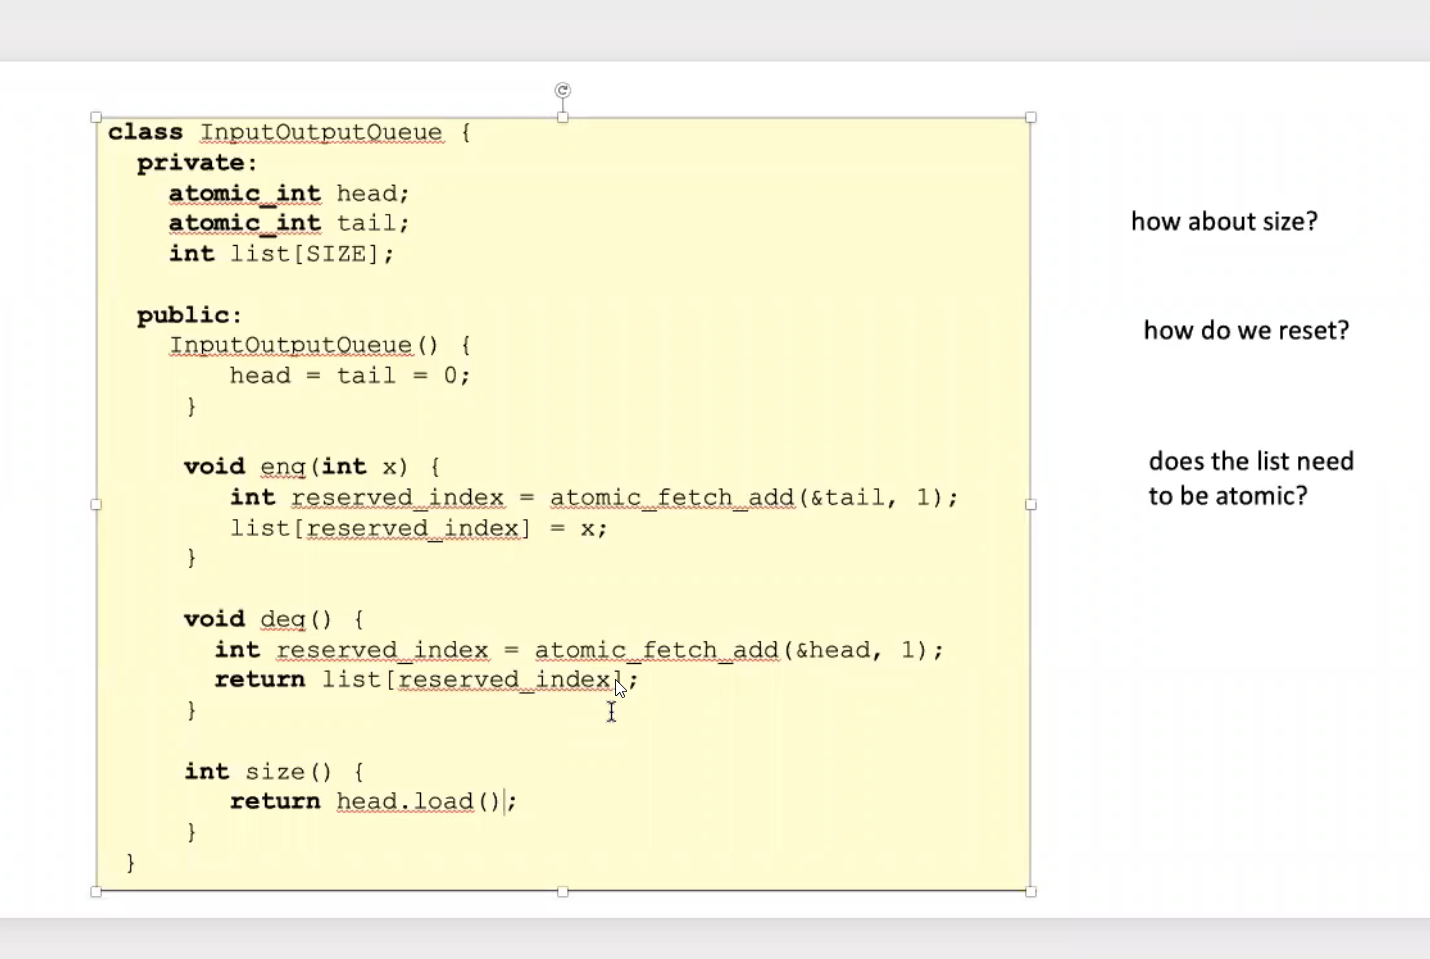 class InputOutputQueue {
private:
atomic_int head;
atomic_int tail;
int list[SIZE];
public:
InputOutputQueue() {
head = tail = 0;
}
void enq(int x) {
int reserved_index = atomic_fetch_add(&tail, 1);
list[reserved_index] = x;
}
void deq() {
int reserved_index = atomic_fetch_add(&head, 1);
return list[reserved_index];
}
int size() {
return head.load();
}
}
how about size?
how do we reset?
does the list need
to be atomic?